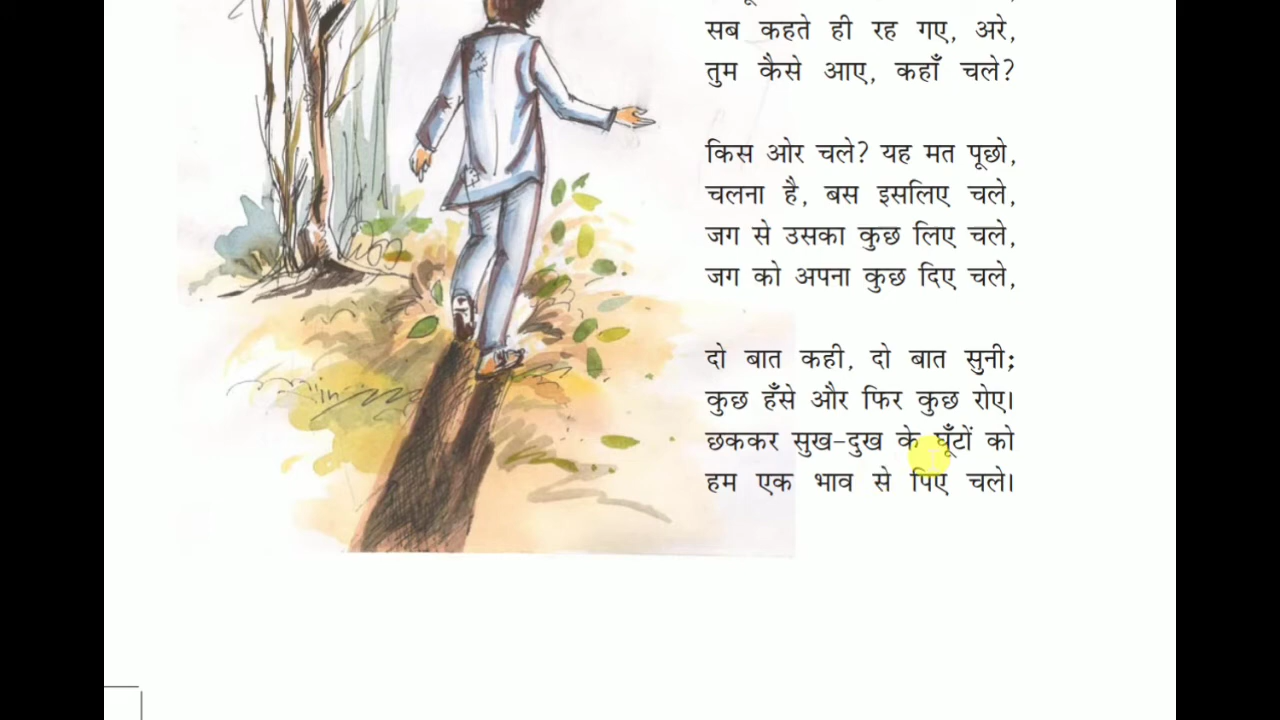 सब कहते ही रह गए, अरे,
तुम कैसे आए, कहाँ चले?
किस ओर चले? यह मत पूछो,
चलना है, बस इसलिए चले,
जग से उसका कुछ लिए चले,
जग को अपना कुछ दिए चले,
दो बात कही, दो बात सुनी;
कुछ हँसे और फिर कुछ रोए।
छककर सुख-दुख के घूँटों को
हम एक भाव से पिए चले।